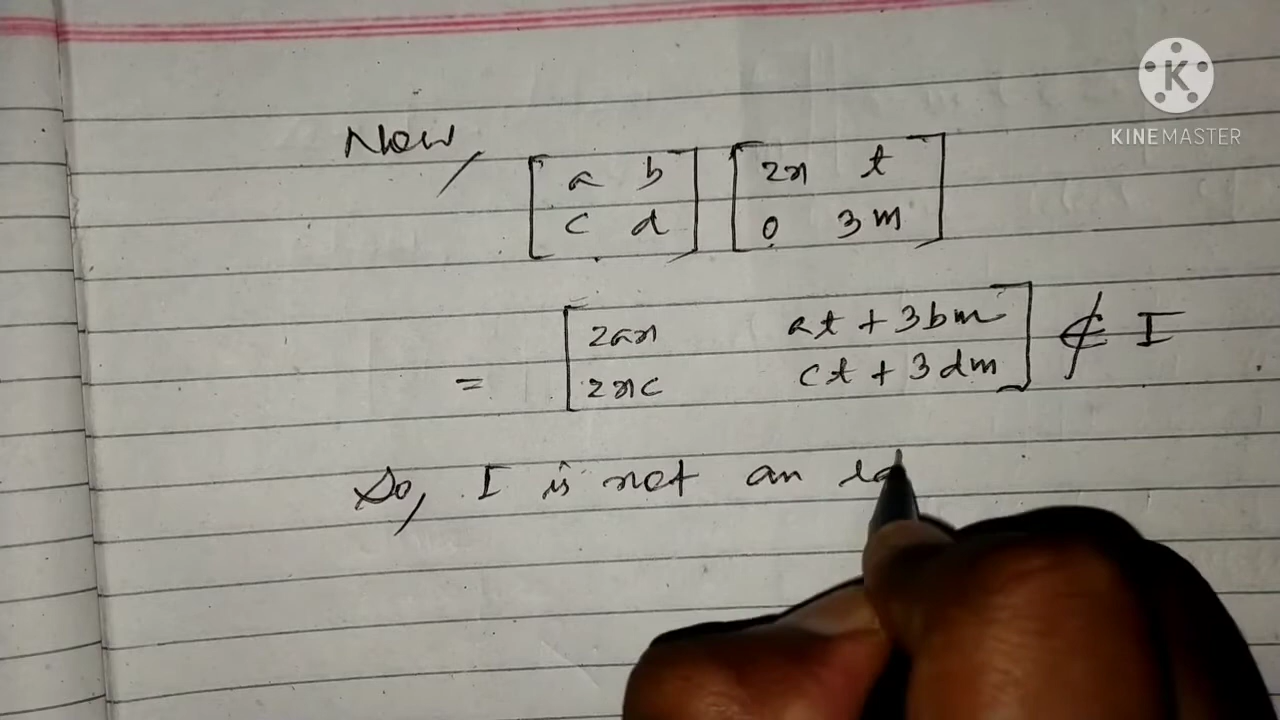 Now,
[a b; c d] [2x t; 0 3m]
= [2ax at + 3bm; 2xc ct + 3dm] ∉ I
So, I is not an
K
KINEMASTER